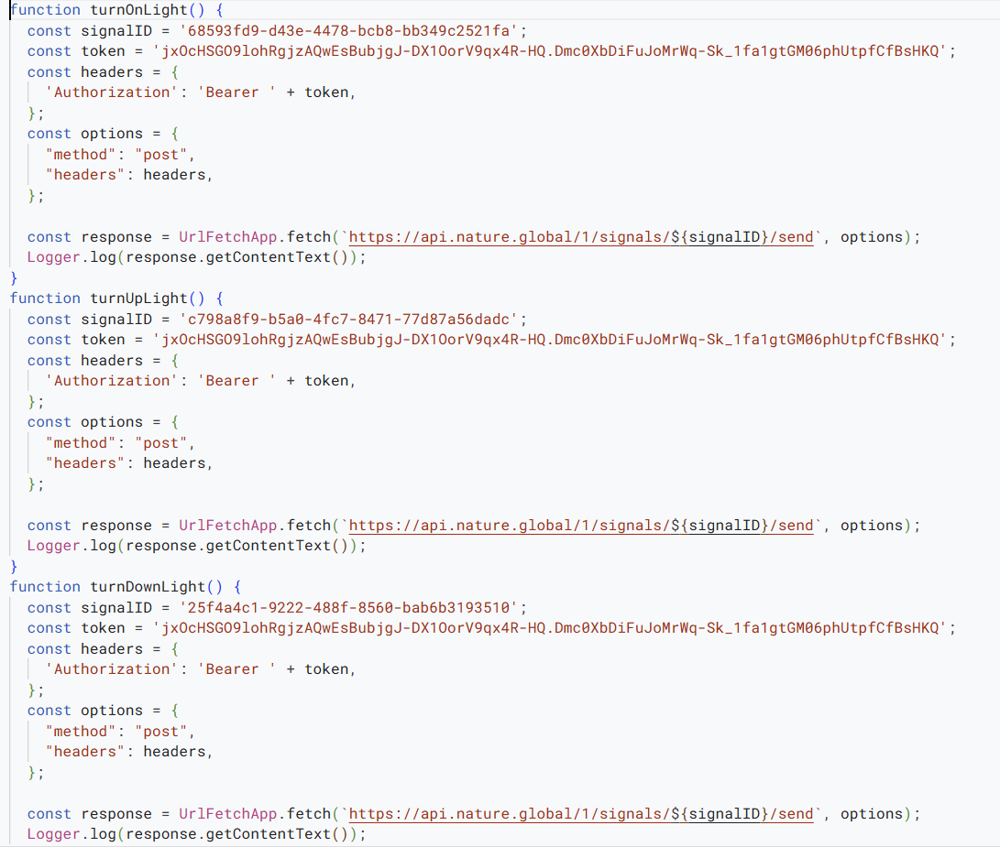 function turnOnLight() {
const signalID = '68593fd9-d43e-4478-bcb8-bb349c2521fa';
const token = 'jxOcHSGO9lohRgjzAQwEsBubjgJ-DX1OorV9qx4R-HQ.Dmc0XbDiFuJoMrWq-Sk_1fa1gtGM06phUtpfCfBsHKQ';
const headers = {
'Authorization': 'Bearer ' + token,
};
const options = {
"method": "post",
"headers": headers,
};
const response = UrlFetchApp.fetch(`https://api.nature.global/1/signals/${signalID}/send`, options);
Logger.log(response.getContentText());
}
function turnUpLight() {
const signalID = 'c798a8f9-b5a0-4fc7-8471-77d87a56dadc';
const token = 'jxOcHSGO9lohRgjzAQwEsBubjgJ-DX1OorV9qx4R-HQ.Dmc0XbDiFuJoMrWq-Sk_1fa1gtGM06phUtpfCfBsHKQ';
const headers = {
'Authorization': 'Bearer ' + token,
};
const options = {
"method": "post",
"headers": headers,
};
const response = UrlFetchApp.fetch(`https://api.nature.global/1/signals/${signalID}/send`, options);
Logger.log(response.getContentText());
}
function turnDownLight() {
const signalID = '25f4a4c1-9222-488f-8560-bab6b3193510';
const token = 'jxOcHSGO9lohRgjzAQwEsBubjgJ-DX1OorV9qx4R-HQ.Dmc0XbDiFuJoMrWq-Sk_1fa1gtGM06phUtpfCfBsHKQ';
const headers = {
'Authorization': 'Bearer ' + token,
};
const options = {
"method": "post",
"headers": headers,
};
const response = UrlFetchApp.fetch(`https://api.nature.global/1/signals/${signalID}/send`, options);
Logger.log(response.getContentText());